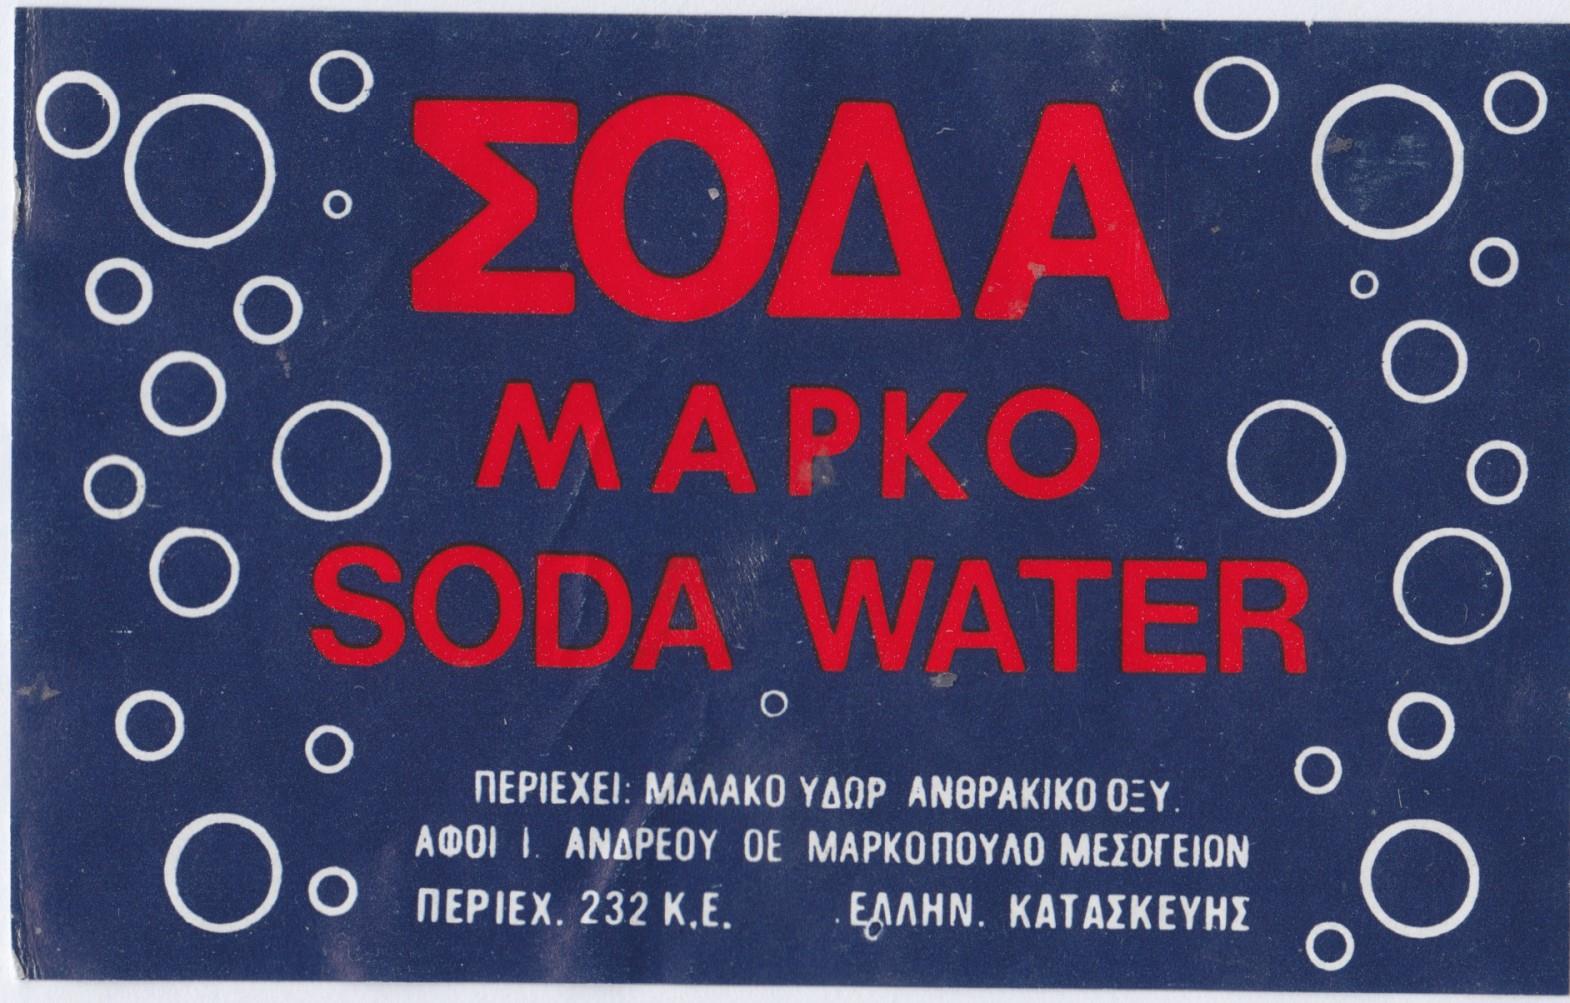 ΣΟΔΑ
ΜΑΡΚΟ
SODA WATER
ΠΕΡΙΕΧΕΙ: ΜΑΛΑΚΟ ΥΔΩΡ ΑΝΘΡΑΚΙΚΟ ΟΞΥ.
ΑΦΟΙ Ι. ΑΝΔΡΕΟΥ ΟΕ ΜΑΡΚΟΠΟΥΛΟ ΜΕΣΟΓΕΙΩΝ
ΠΕΡΙΕΧ. 232 Κ.Ε. ΕΛΛΗΝ. ΚΑΤΑΣΚΕΥΗΣ